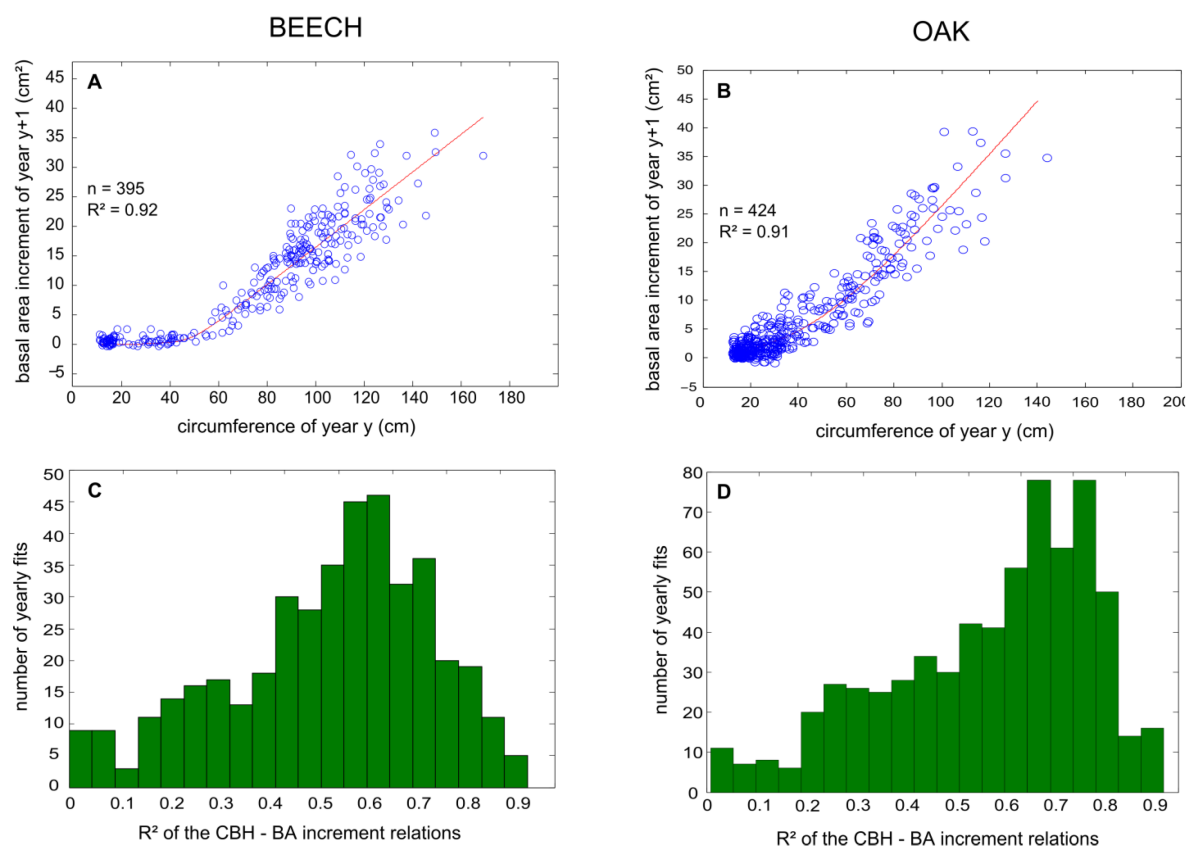 BEECH
OAK
A
basal area increment of year y+1 (cm²)
45
40
35
30
25
20
15
10
5
0
−5
n = 395
R² = 0.92
0 20 40 60 80 100 120 140 160 180
circumference of year y (cm)
B
basal area increment of year y+1 (cm²)
50
45
40
35
30
25
20
15
10
5
0
−5
n = 424
R² = 0.91
0 20 40 60 80 100 120 140 160 180 200
circumference of year y (cm)
C
number of yearly fits
50
45
40
35
30
25
20
15
10
5
0
0 0.1 0.2 0.3 0.4 0.5 0.6 0.7 0.8 0.9
R² of the CBH - BA increment relations
D
number of yearly fits
80
70
60
50
40
30
20
10
0
0 0.1 0.2 0.3 0.4 0.5 0.6 0.7 0.8 0.9
R² of the CBH - BA increment relations